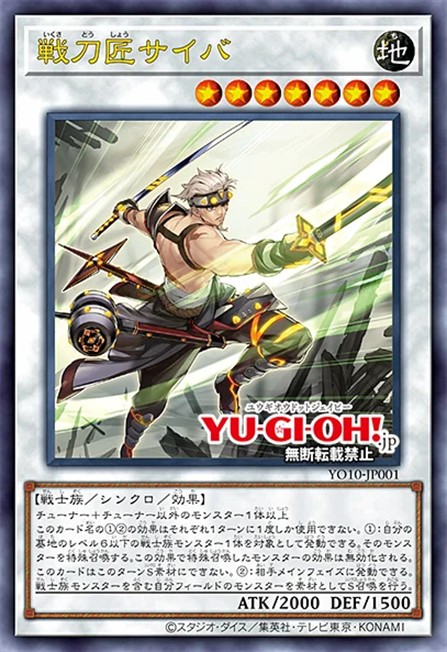 戦刀匠サイバ
地
ユウギオウドットジェイピー
YU-GI-OH!.jp
無断転載禁止
YO10-JP001
【戦士族/シンクロ/効果】
チューナー+チューナー以外のモンスター1体以上
このカード名の①②の効果はそれぞれ1ターンに1度しか使用できない。①:自分の
墓地のレベル6以下の戦士族モンスター1体を対象として発動できる。そのモンス
ターを特殊召喚する。この効果で特殊召喚したモンスターの効果は無効化される。
このカードはこのターンS素材にできない。②:相手メインフェイズに発動できる。
戦士族モンスターを含む自分フィールドのモンスターを素材としてS召喚を行う。
ATK/2000 DEF/1500
©スタジオ・ダイス/集英社・テレビ東京・KONAMI